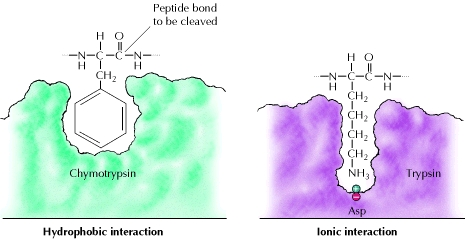 Peptide bond
to be cleaved
H O
N C C N
H H
CH2
Chymotrypsin
Hydrophobic interaction
H O
N C C N
H H
CH2
CH2
CH2
CH2
NH3
+
−
Trypsin
Asp
Ionic interaction